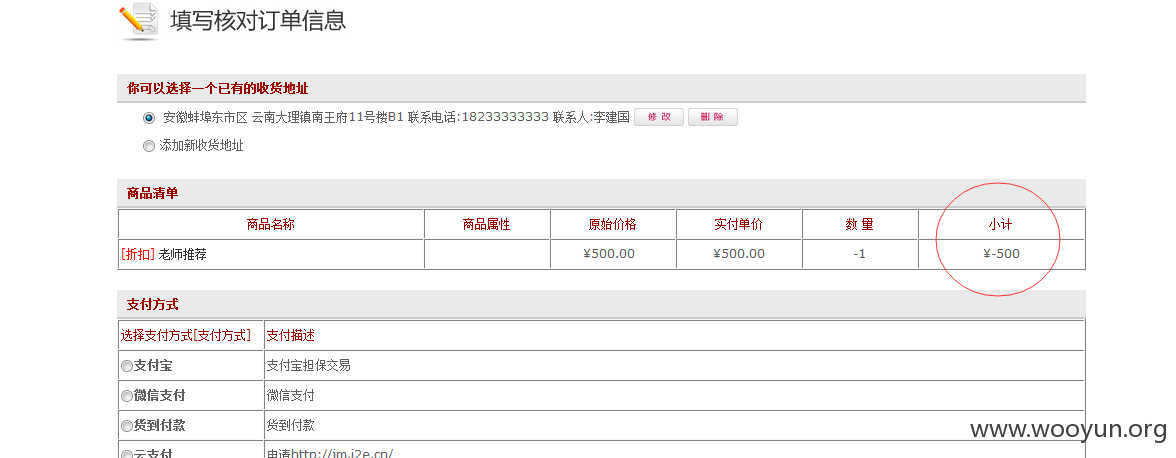 填写核对订单信息
你可以选择一个已有的收货地址
安徽蚌埠东市区 云南大理镇南王府11号楼B1 联系电话:18233333333 联系人:李建国 修 改 删 除
添加新收货地址
商品清单
商品名称 商品属性 原始价格 实付单价 数 量 小计
[折扣] 老师推荐 ¥500.00 ¥500.00 -1 ¥-500
支付方式
选择支付方式[支付方式] 支付描述
支付宝 支付宝担保交易
微信支付 微信支付
货到付款 货到付款
www.wooyun.org
云支付 申请http://jm.i2e.cn/